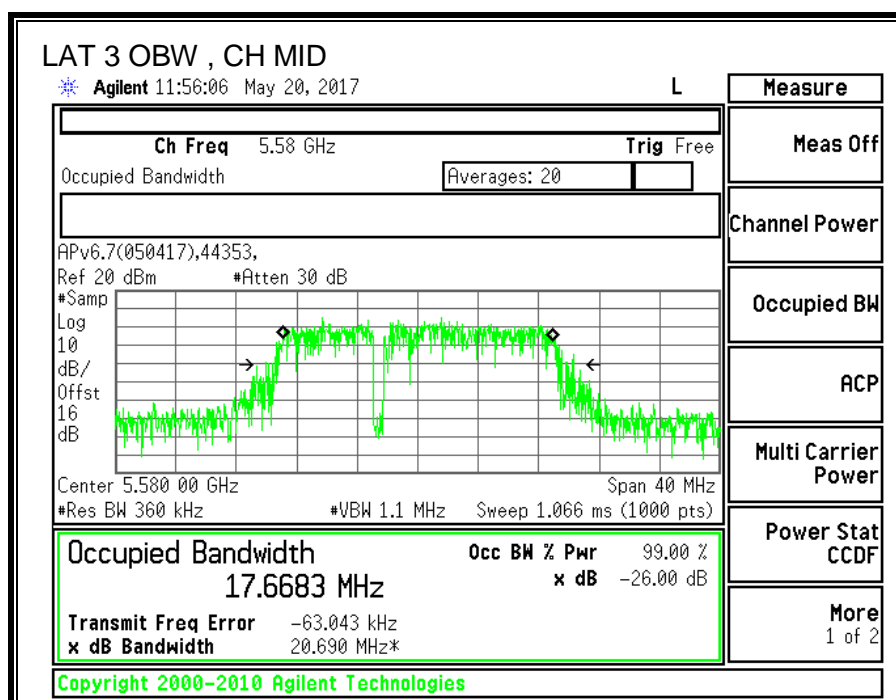 LAT 3 OBW , CH MID
Agilent 11:56:06 May 20, 2017 L
Measure
Ch Freq 5.58 GHz Trig Free
Meas Off
Occupied Bandwidth Averages: 20
Channel Power
APv6.7(050417),44353,
Ref 20 dBm #Atten 30 dB
#Samp
Log
10
dB/
Offst
16
dB
Occupied BW
ACP
Multi Carrier
Power
Center 5.580 00 GHz Span 40 MHz
#Res BW 360 kHz #VBW 1.1 MHz Sweep 1.066 ms (1000 pts)
Power Stat
CCDF
Occupied Bandwidth Occ BW % Pwr 99.00 %
17.6683 MHz x dB -26.00 dB
Transmit Freq Error -63.043 kHz
x dB Bandwidth 20.690 MHz*
More
1 of 2
Copyright 2000-2010 Agilent Technologies